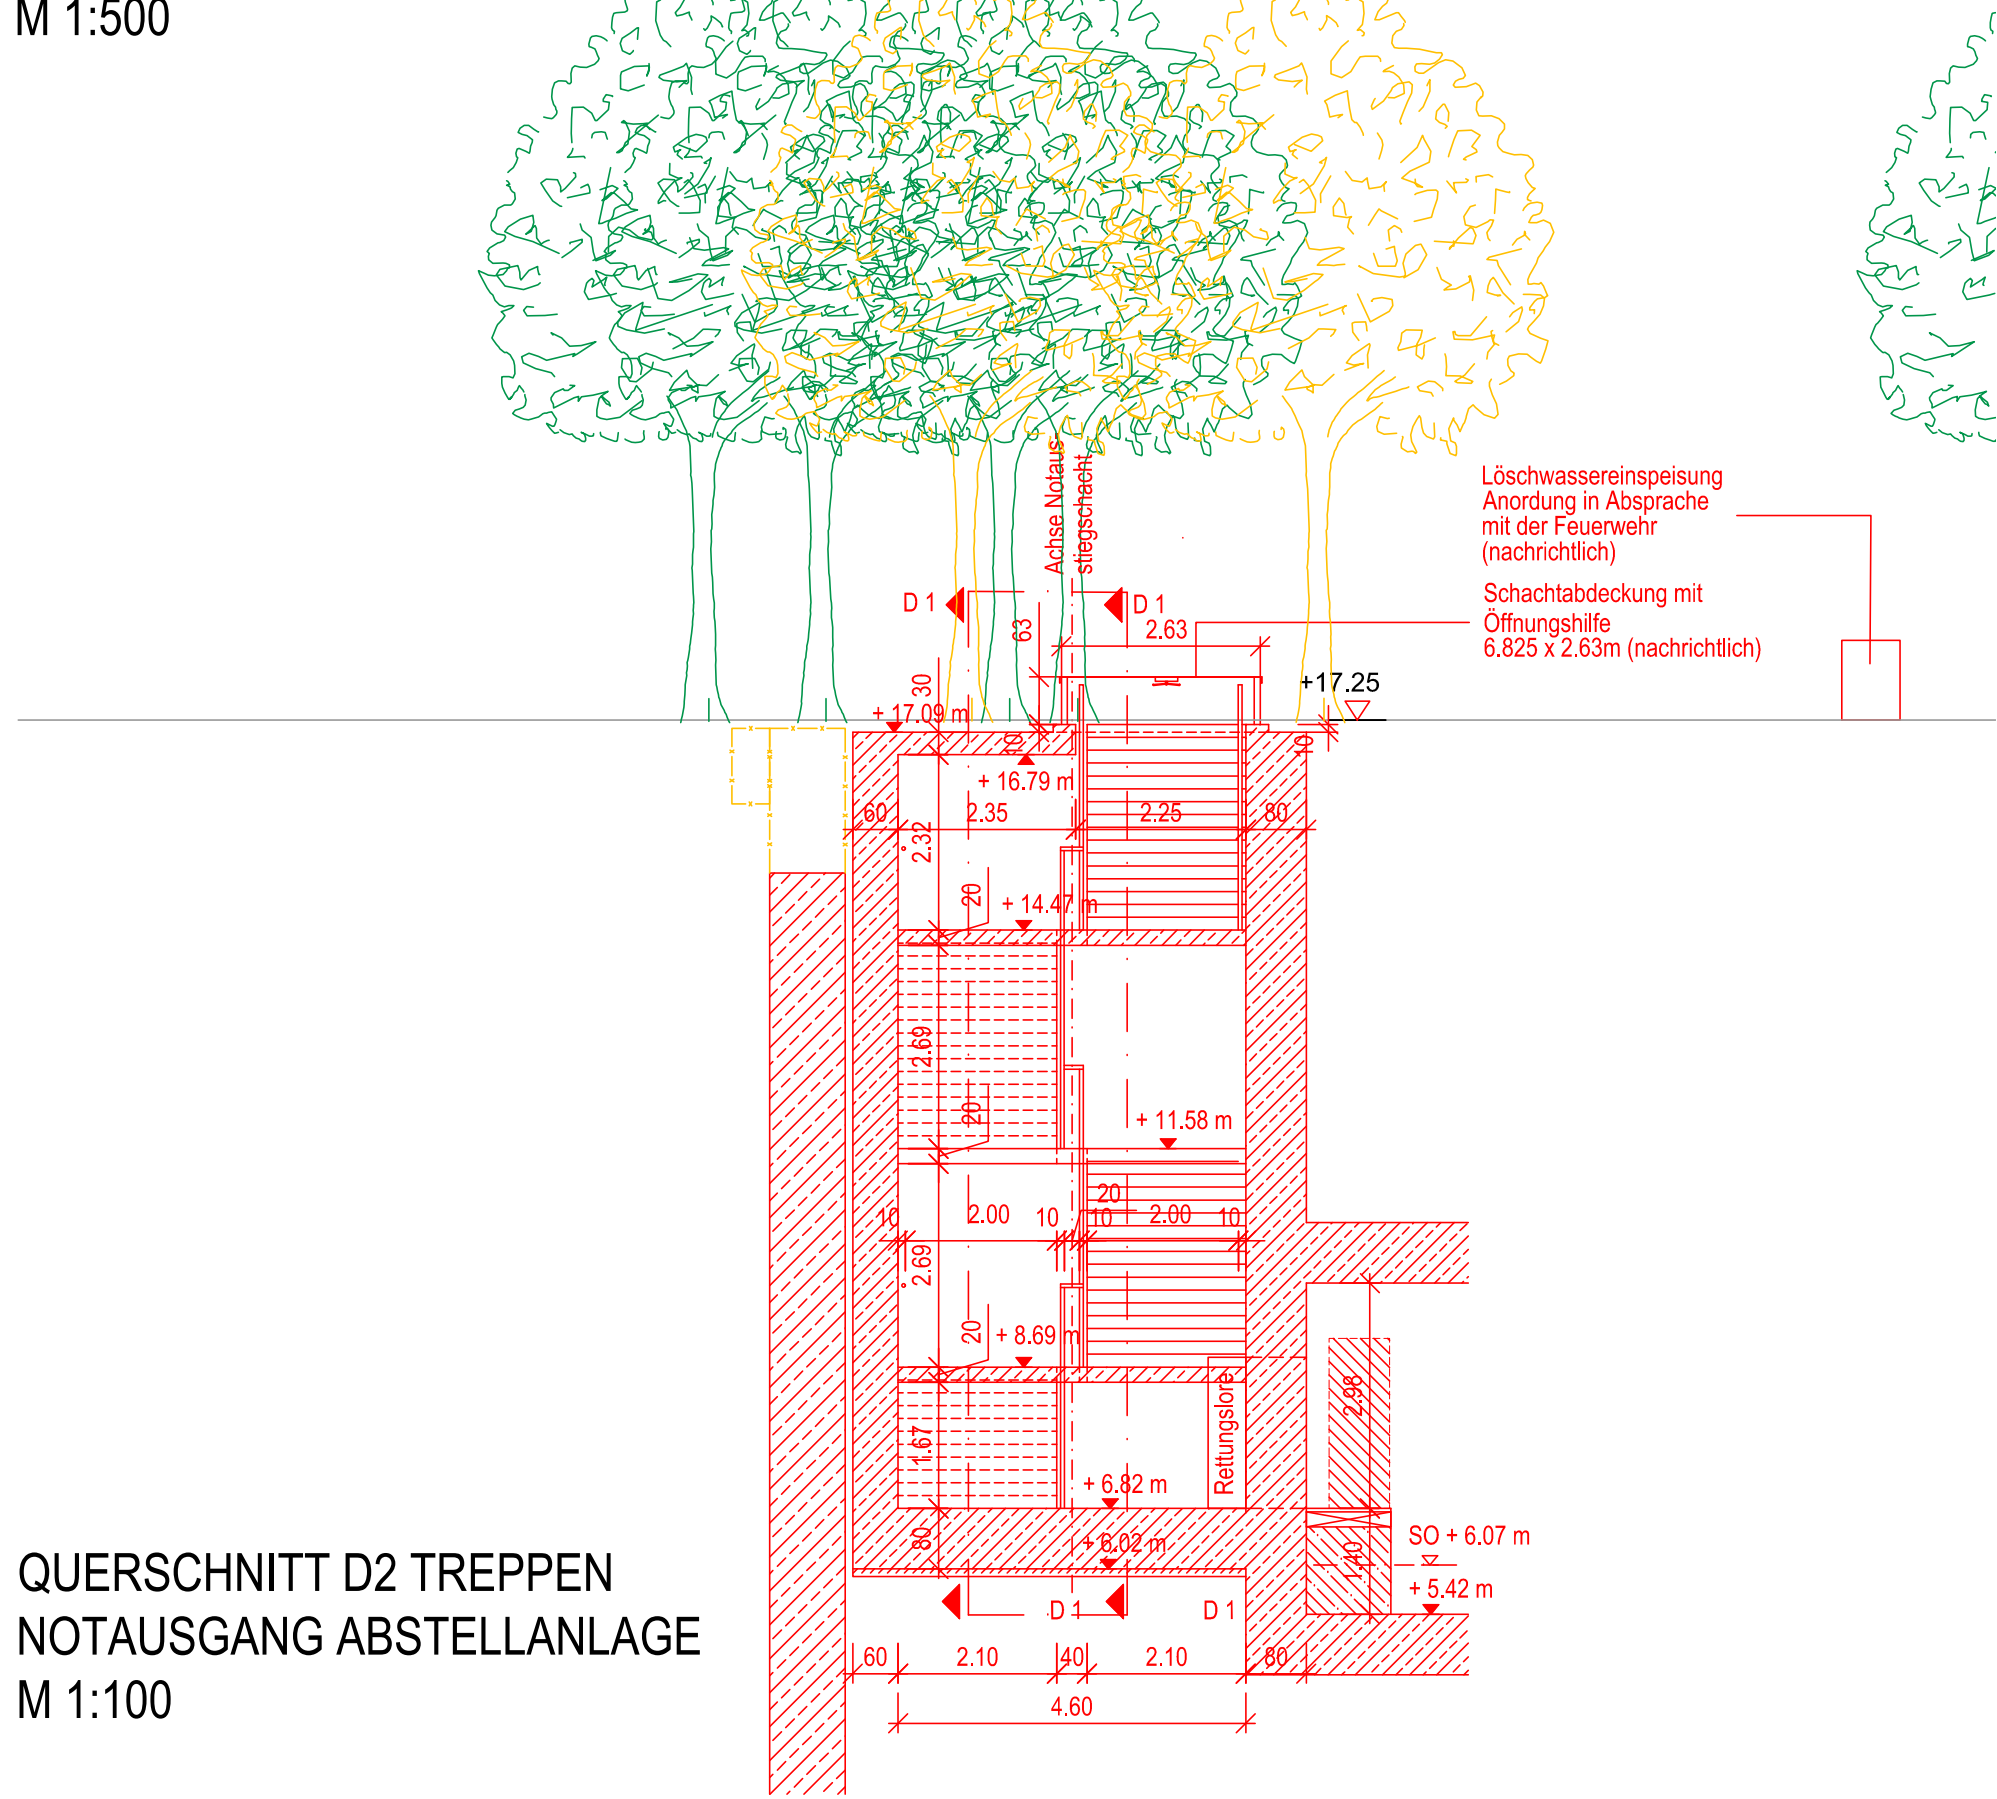 M 1:500
Achse Notaus
stiegschacht
Löschwassereinspeisung
Anordung in Absprache
mit der Feuerwehr
(nachrichtlich)
Schachtabdeckung mit
Öffnungshilfe
6.825 x 2.63m (nachrichtlich)
D 1
D 1
63
2.63
+17.25
30
+ 17.09 m
10
10
+ 16.79 m
60
2.35
2.25
80
2.32
20
+ 14.47 m
2.69
20
+ 11.58 m
20
10
2.00
10
10
2.00
10
2.69
20
+ 8.69 m
Rettungslore
2.98
1.67
+ 6.82 m
80
+ 6.02 m
1.40
SO + 6.07 m
+ 5.42 m
D 1
D 1
60
2.10
40
2.10
80
4.60
QUERSCHNITT D2 TREPPEN
NOTAUSGANG ABSTELLANLAGE
M 1:100